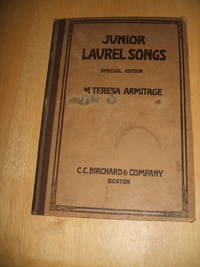 JUNIOR
LAUREL SONGS
SPECIAL EDITION
M TERESA ARMITAGE
C.C. BIRCHARD & COMPANY
BOSTON